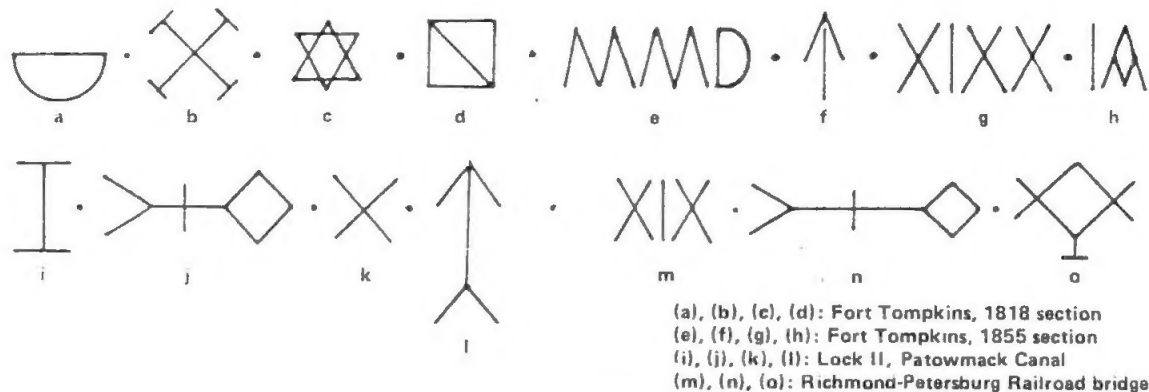 a b c d e f g h
i j k l m n o
(a), (b), (c), (d): Fort Tompkins, 1818 section
(e), (f), (g), (h): Fort Tompkins, 1855 section
(i), (j), (k), (l): Lock II, Patowmack Canal
(m), (n), (o): Richmond-Petersburg Railroad bridge